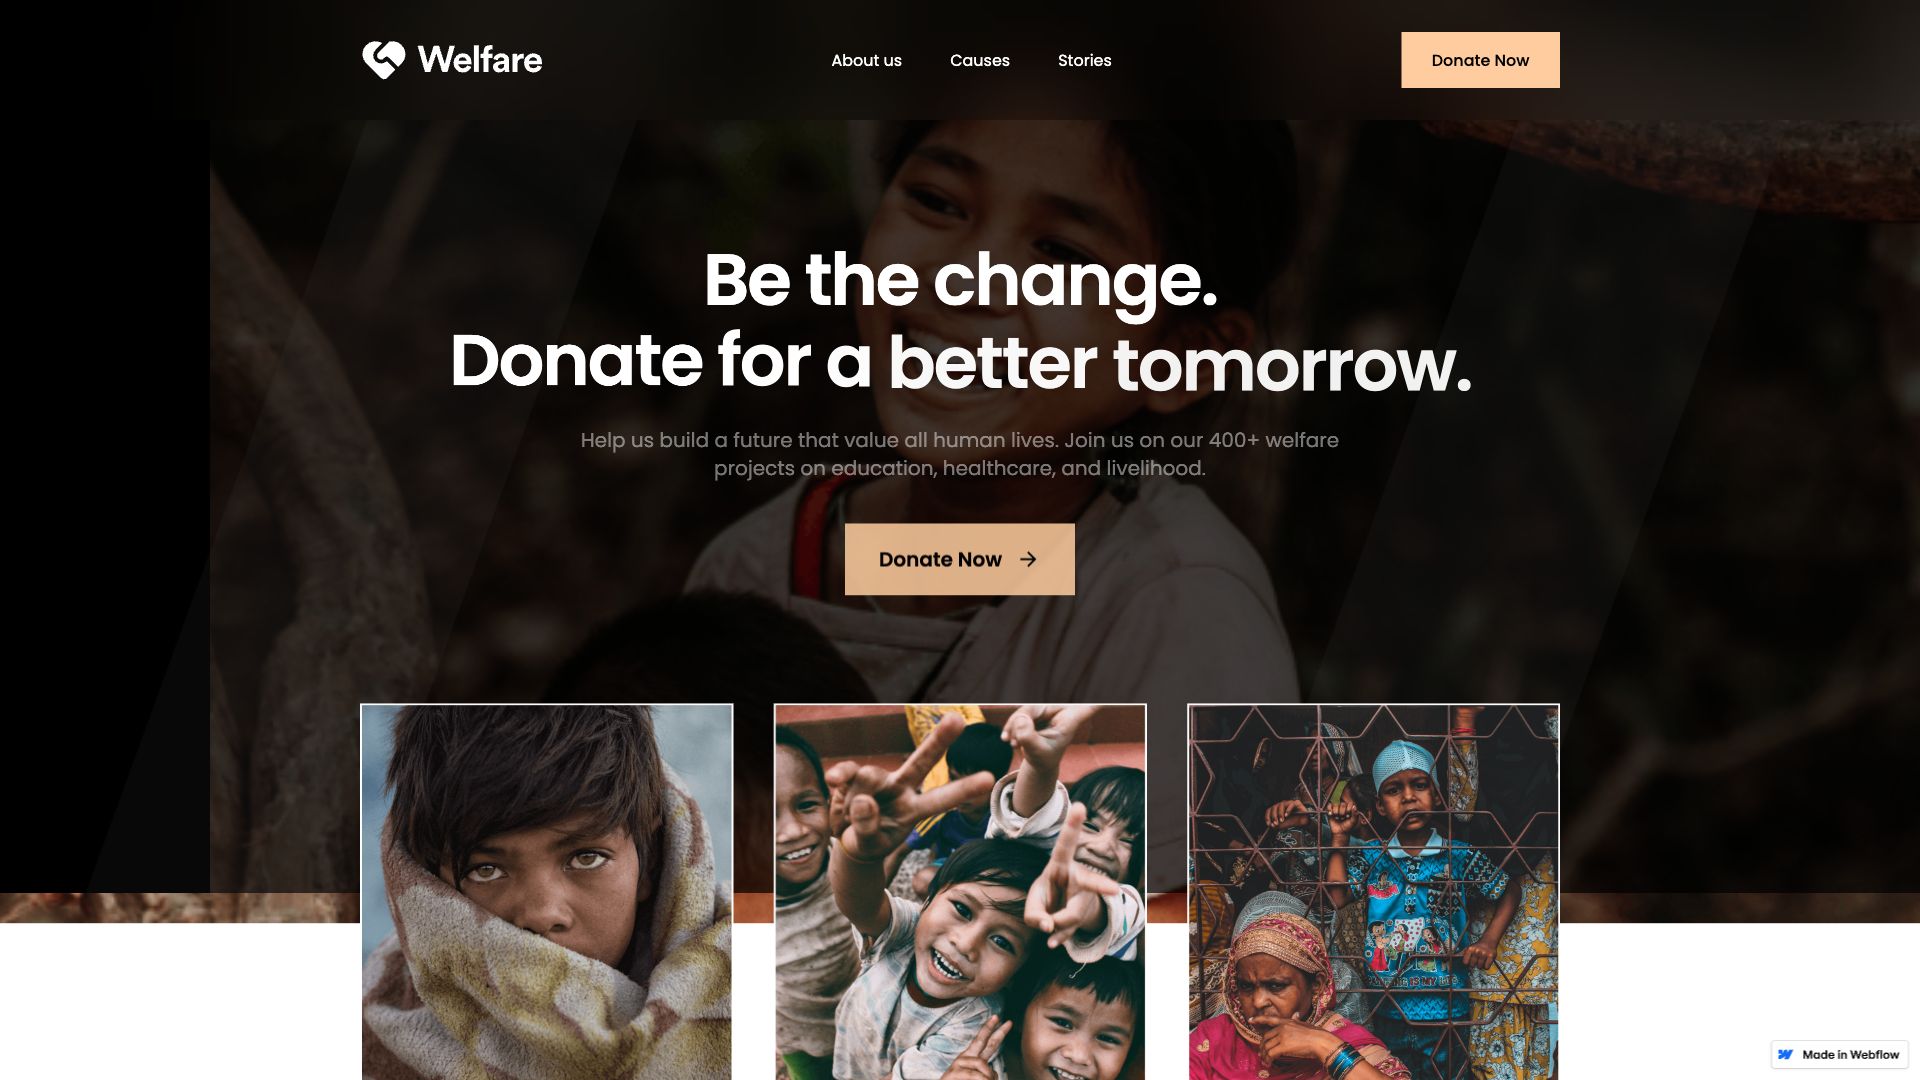 Welfare
About us
Causes
Stories
Donate Now
Be the change.
Donate for a better tomorrow.
Help us build a future that value all human lives. Join us on our 400+ welfare
projects on education, healthcare, and livelihood.
Donate Now
Made in Webflow